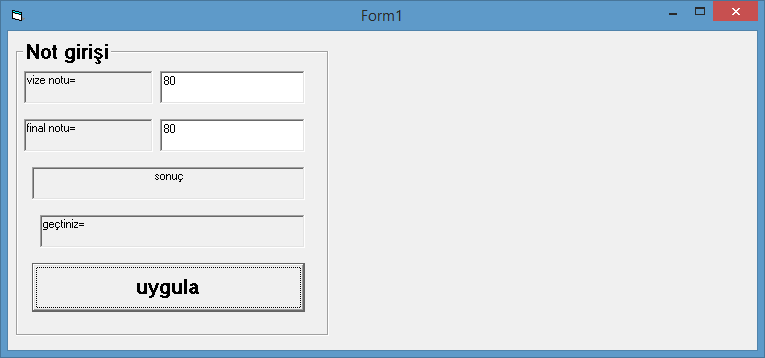 Form1
Not girişi
vize notu=
80
final notu=
80
sonuç
geçtiniz=
uygula